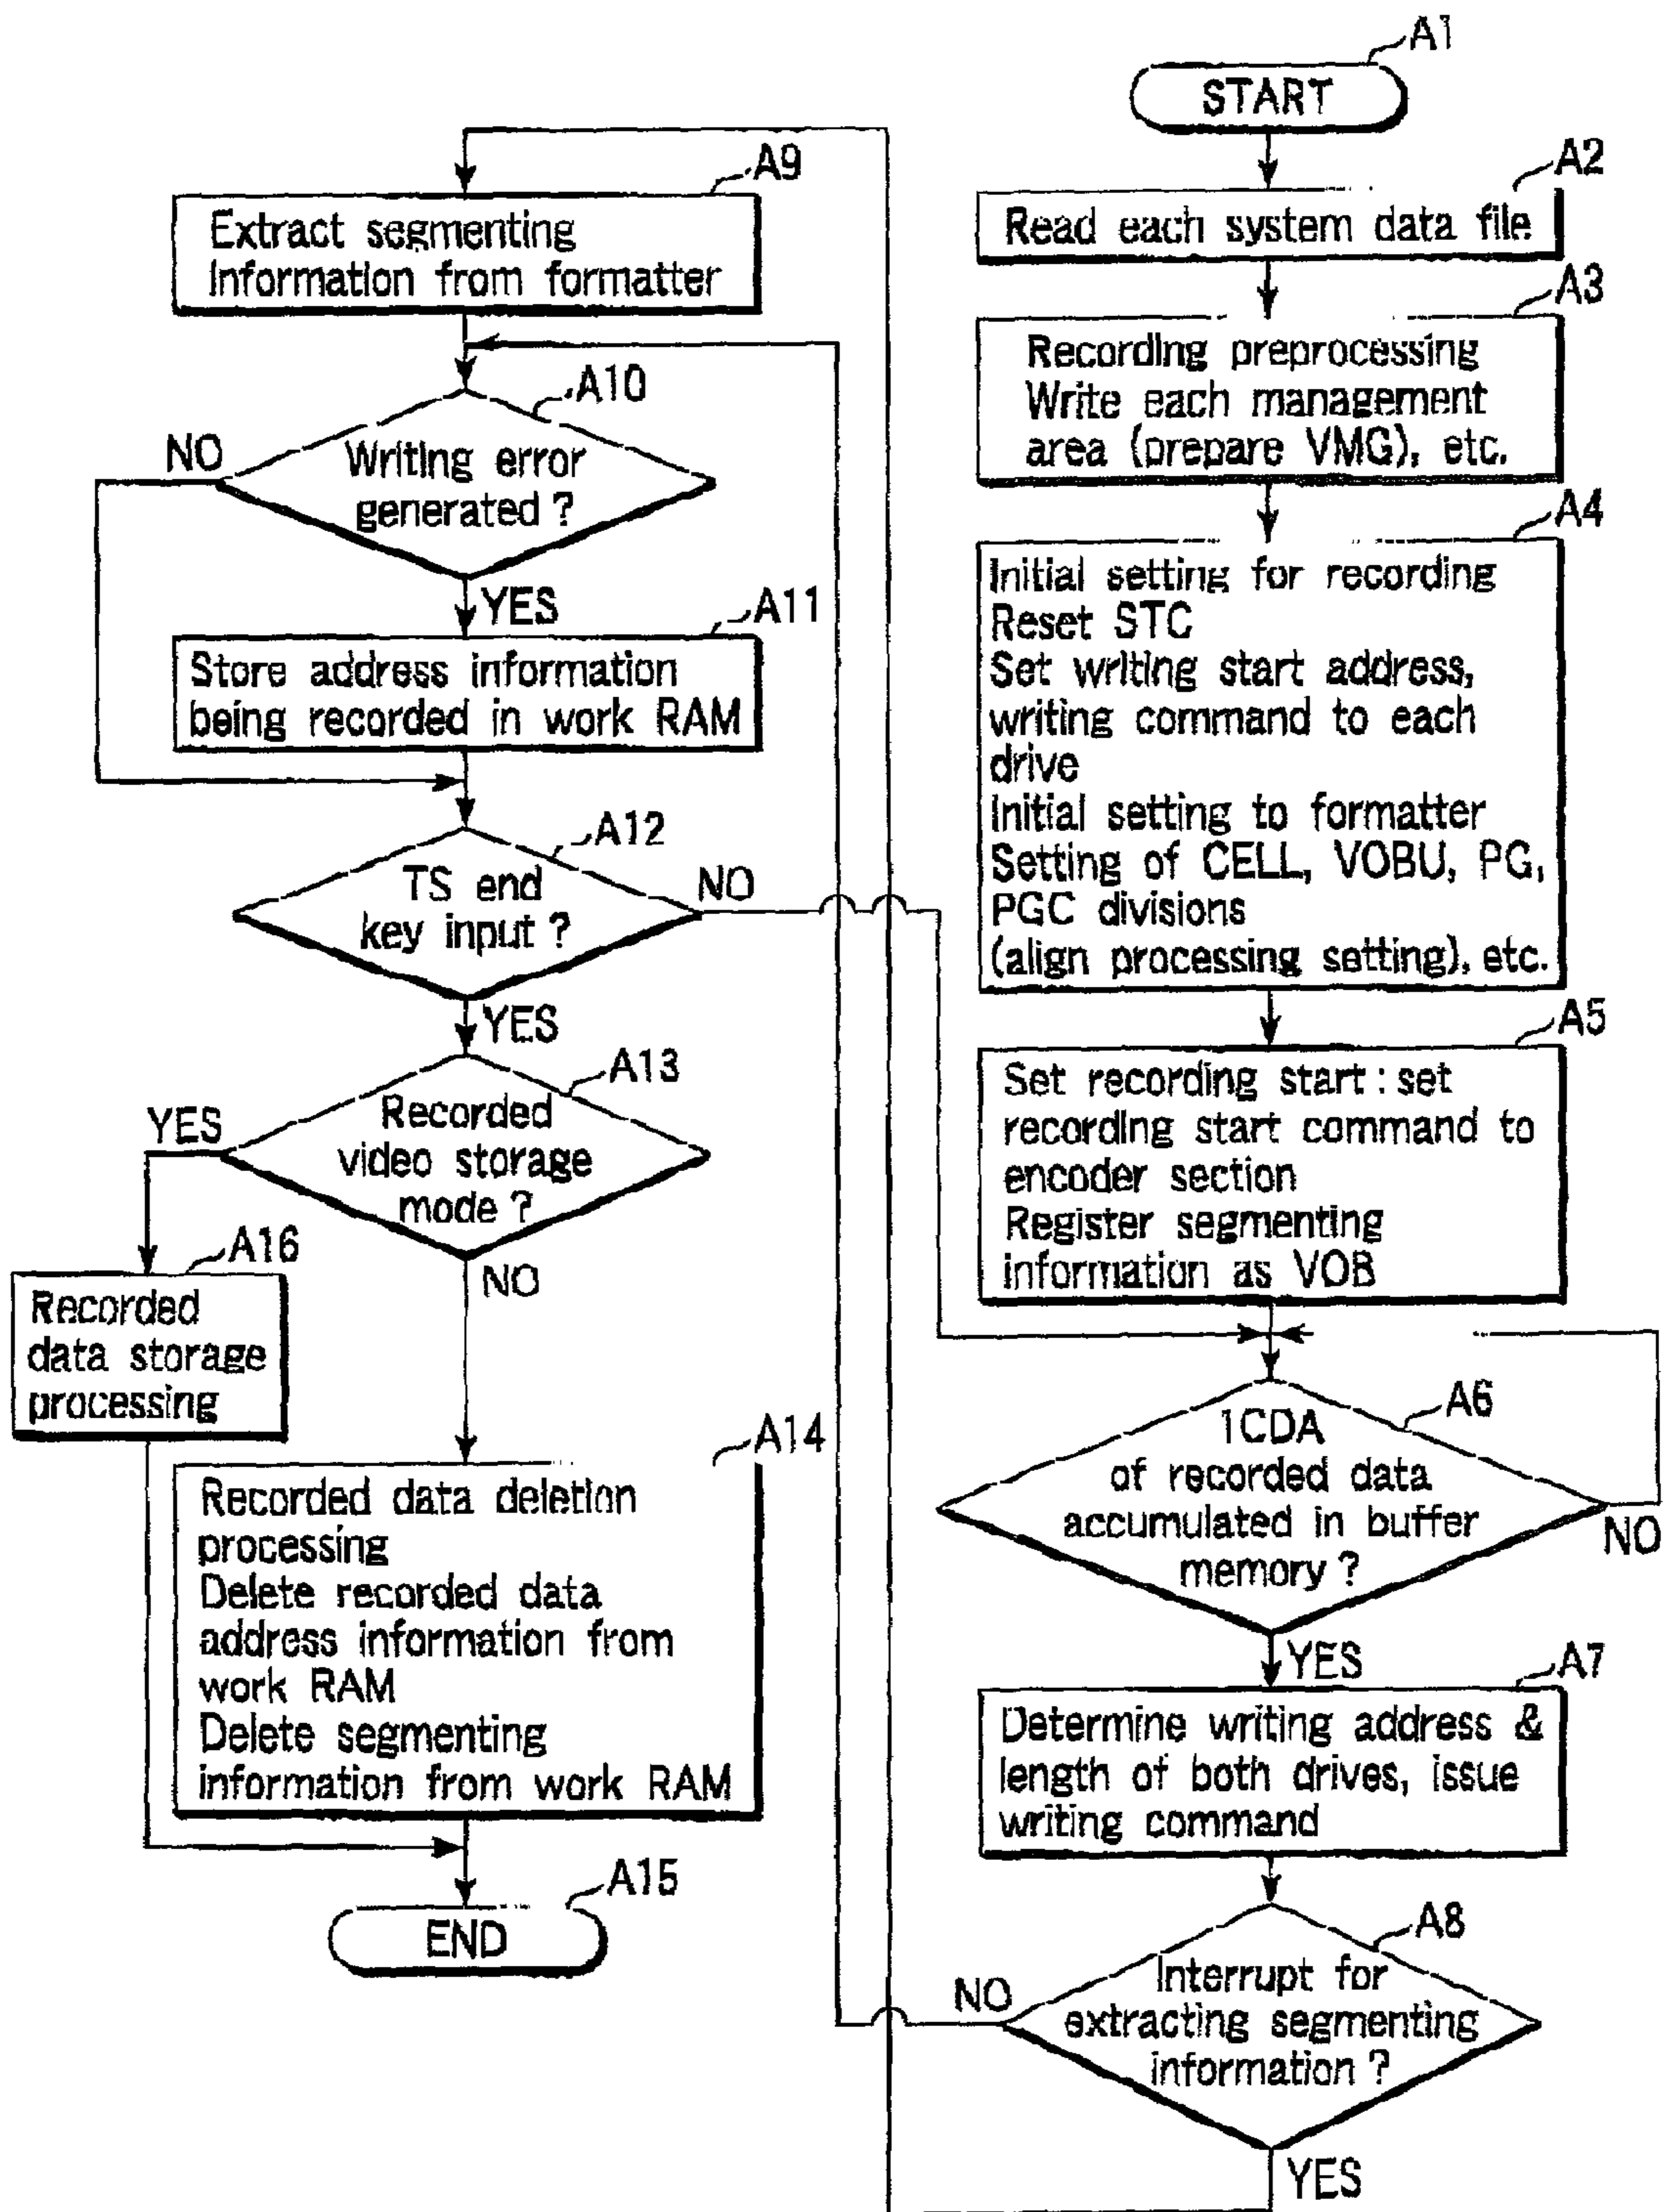 A1
START
A2
Read each system data file
A3
Recording preprocessing
Write each management
area (prepare VMG), etc.
A4
Initial setting for recording
Reset STC
Set writing start address,
writing command to each
drive
Initial setting to formatter
Setting of CELL, VOBU, PG,
PGC divisions
(align processing setting), etc.
A5
Set recording start : set
recording start command to
encoder section
Register segmenting
information as VOB
A6
1CDA
of recorded data
accumulated in buffer
memory ?
NO
YES
A7
Determine writing address &
length of both drives, issue
writing command
A8
Interrupt for
extracting segmenting
information ?
NO
YES
A9
Extract segmenting
information from formatter
A10
Writing error
generated ?
NO
YES
A11
Store address information
being recorded in work RAM
A12
TS end
key input ?
NO
YES
A13
Recorded
video storage
mode ?
YES
NO
A16
Recorded
data storage
processing
A14
Recorded data deletion
processing
Delete recorded data
address information from
work RAM
Delete segmenting
information from work RAM
A15
END